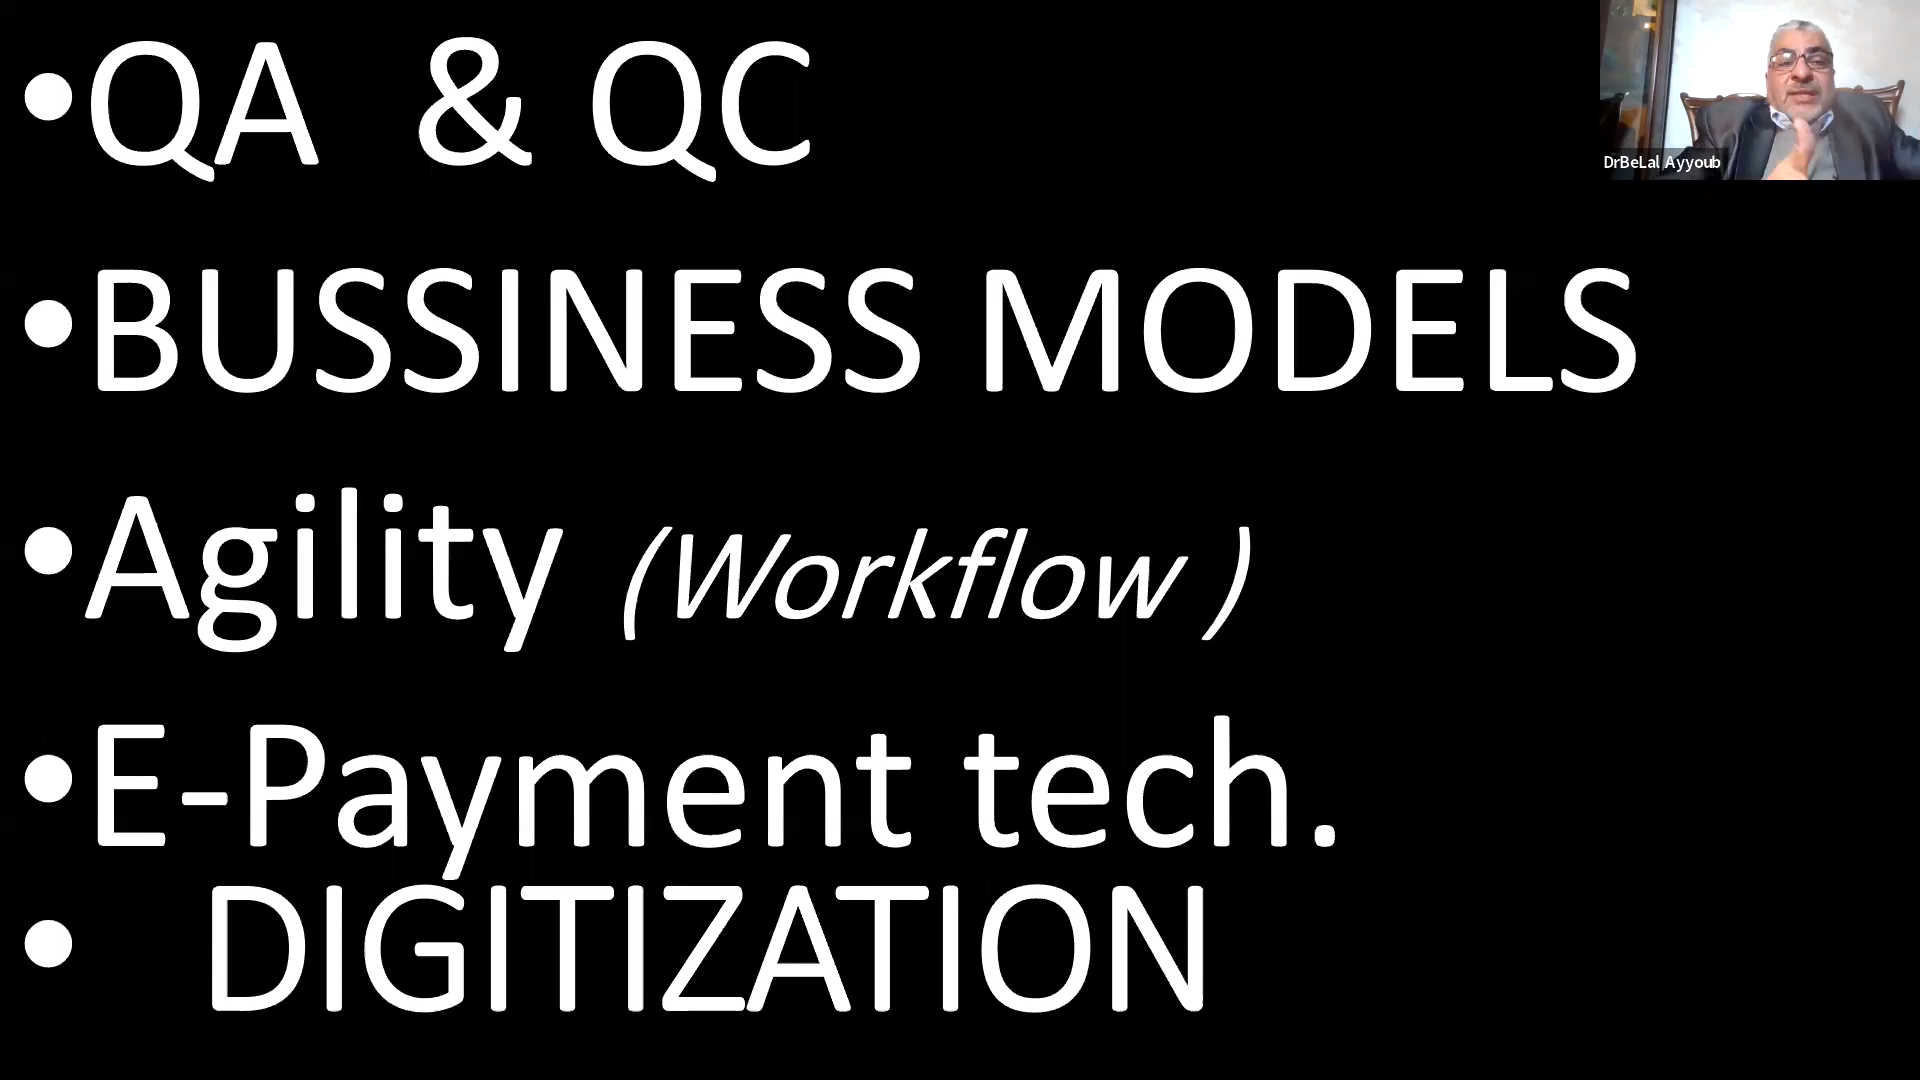 •QA & QC
DrBeLal Ayyoub
•BUSSINESS MODELS
•Agility (Workflow )
•E-Payment tech.
• DIGITIZATION